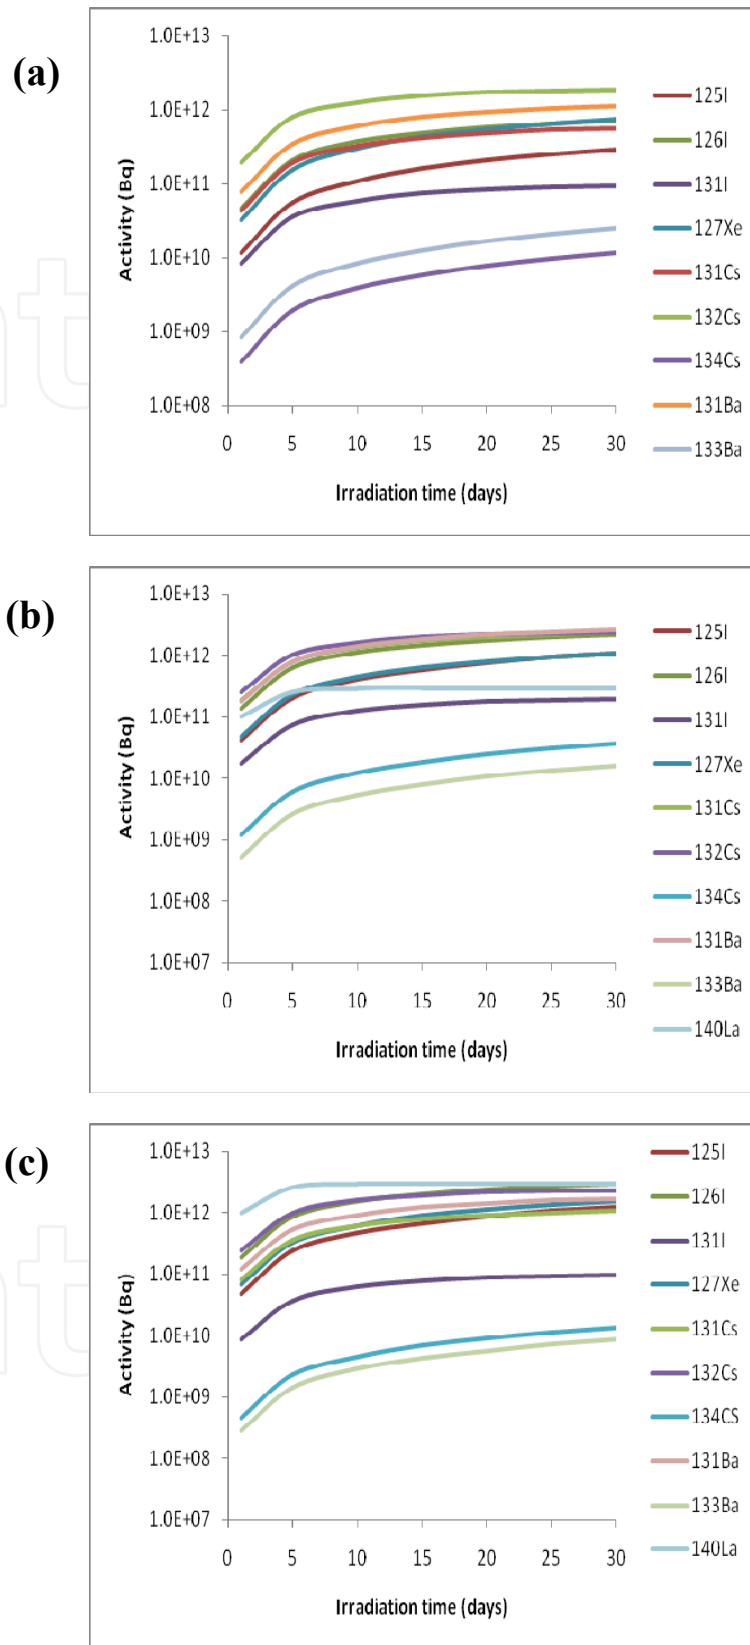 (a)
1.0E+13
1.0E+12
1.0E+11
1.0E+10
1.0E+09
1.0E+08
Activity (Bq)
0 5 10 15 20 25 30
Irradiation time (days)
125I
126I
131I
127Xe
131Cs
132Cs
134Cs
131Ba
133Ba
(b)
1.0E+13
1.0E+12
1.0E+11
1.0E+10
1.0E+09
1.0E+08
1.0E+07
Activity (Bq)
0 5 10 15 20 25 30
Irradiation time (days)
125I
126I
131I
127Xe
131Cs
132Cs
134Cs
131Ba
133Ba
140La
(c)
1.0E+13
1.0E+12
1.0E+11
1.0E+10
1.0E+09
1.0E+08
1.0E+07
Activity (Bq)
0 5 10 15 20 25 30
Irradiation time (days)
125I
126I
131I
127Xe
131Cs
132Cs
134CS
131Ba
133Ba
140La